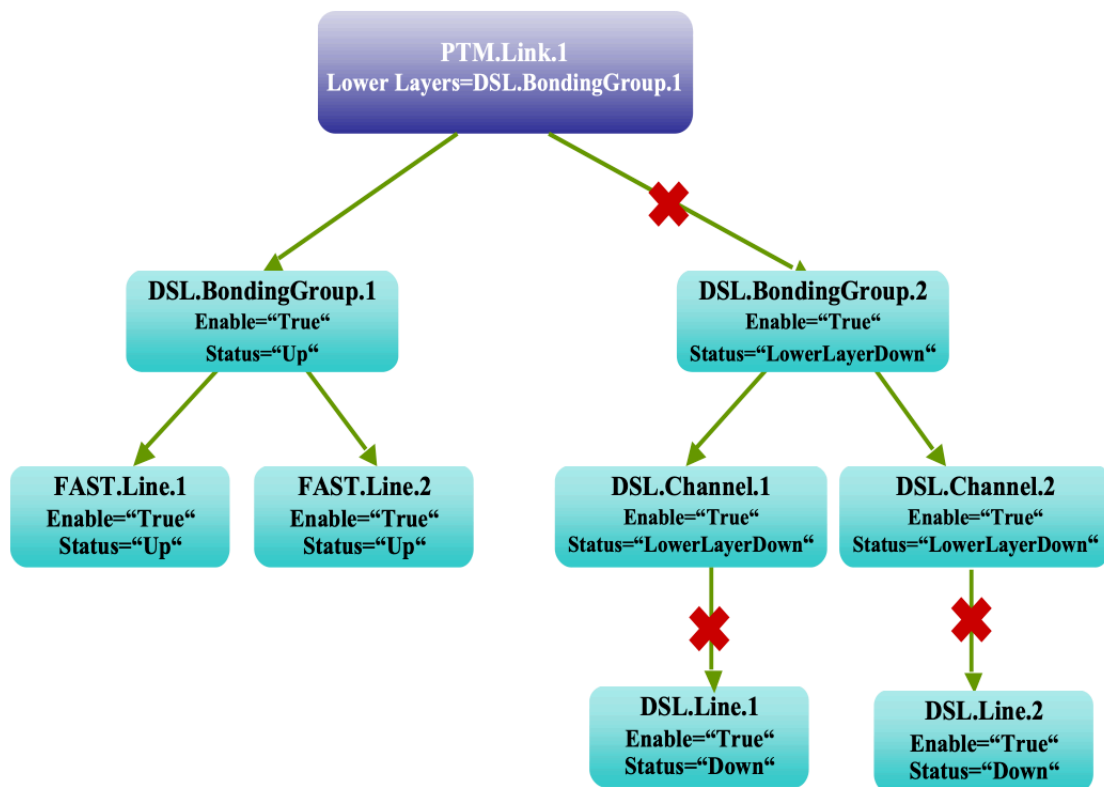 PTM.Link.1
Lower Layers=DSL.BondingGroup.1
DSL.BondingGroup.1
Enable=“True“
Status=“Up“
DSL.BondingGroup.2
Enable=“True“
Status=“LowerLayerDown“
FAST.Line.1
Enable=“True“
Status=“Up“
FAST.Line.2
Enable=“True“
Status=“Up“
DSL.Channel.1
Enable=“True“
Status=“LowerLayerDown“
DSL.Channel.2
Enable=“True“
Status=“LowerLayerDown“
DSL.Line.1
Enable=“True“
Status=“Down“
DSL.Line.2
Enable=“True“
Status=“Down“